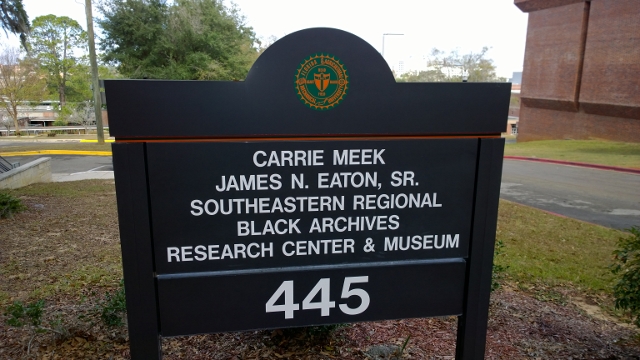 CARRIE MEEK
JAMES N. EATON, SR.
SOUTHEASTERN REGIONAL
BLACK ARCHIVES
RESEARCH CENTER & MUSEUM
445